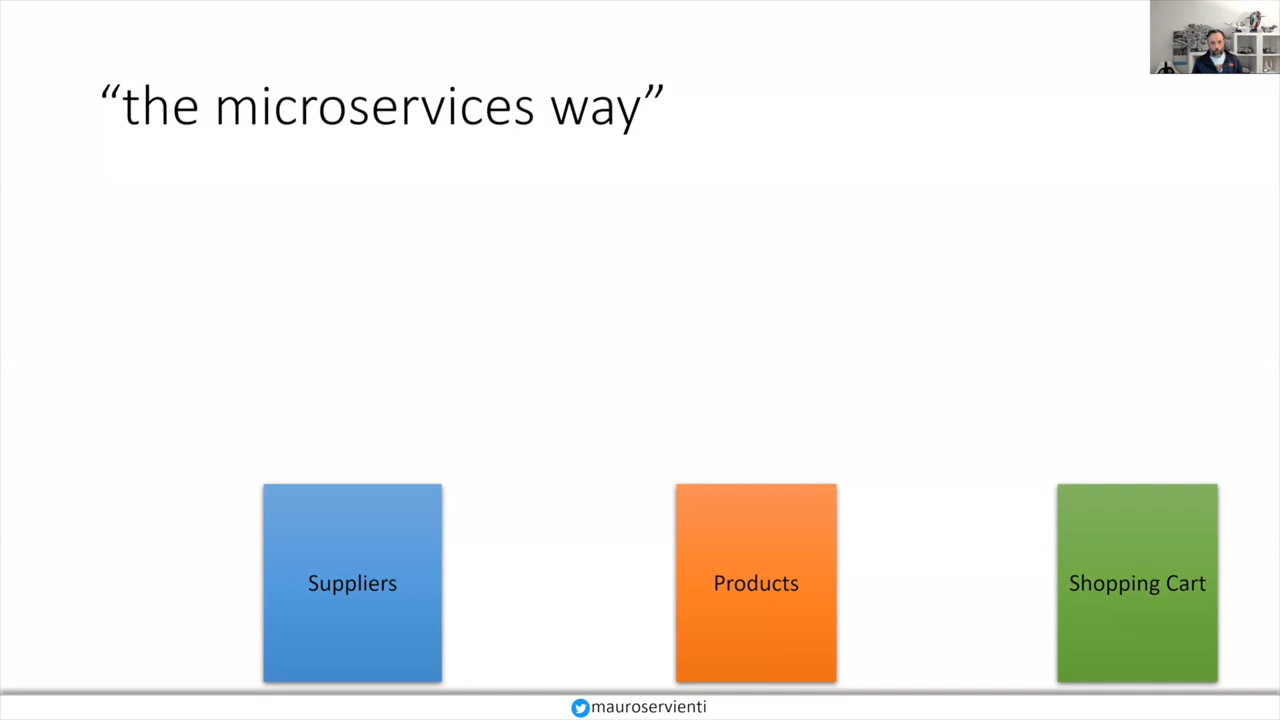 “the microservices way”
Suppliers
Products
Shopping Cart
mauroservienti